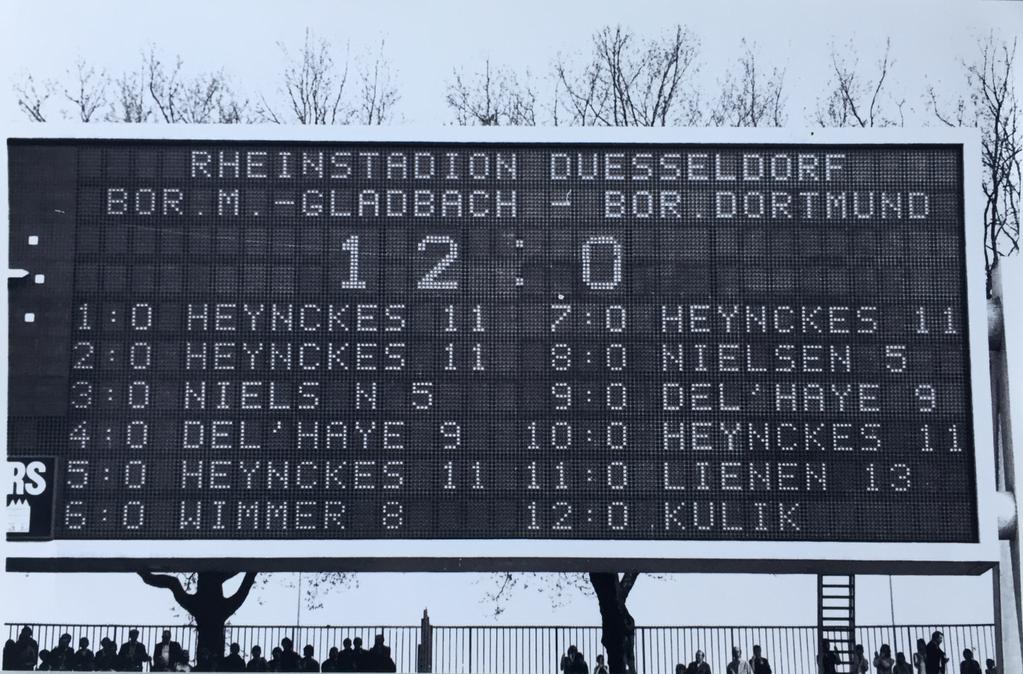 RHEINSTADION DUESSELDORF
BOR.M.-GLADBACH - BOR.DORTMUND
12:0
1:0 HEYNCKES 11
2:0 HEYNCKES 11
3:0 NIELS N 5
4:0 DEL'HAYE 9
5:0 HEYNCKES 11
6:0 WIMMER 8
7:0 HEYNCKES 11
8:0 NIELSEN 5
9:0 DEL'HAYE 9
10:0 HEYNCKES 11
11:0 LIENEN 13
12:0 KULIK
RS